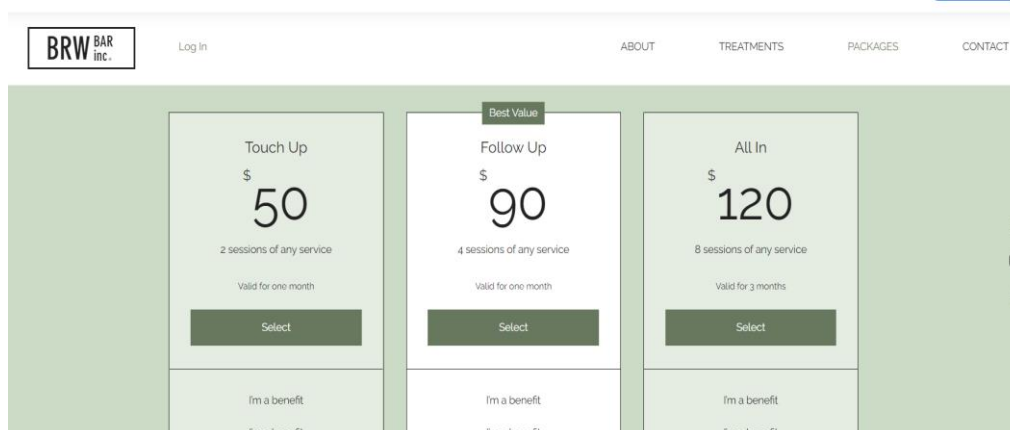 BRW BAR inc.
Log In
ABOUT TREATMENTS PACKAGES CONTACT
Best Value
Touch Up
$
50
2 sessions of any service
Valid for one month
Select
I'm a benefit
Follow Up
$
90
4 sessions of any service
Valid for one month
Select
I'm a benefit
All In
$
120
8 sessions of any service
Valid for 3 months
Select
I'm a benefit